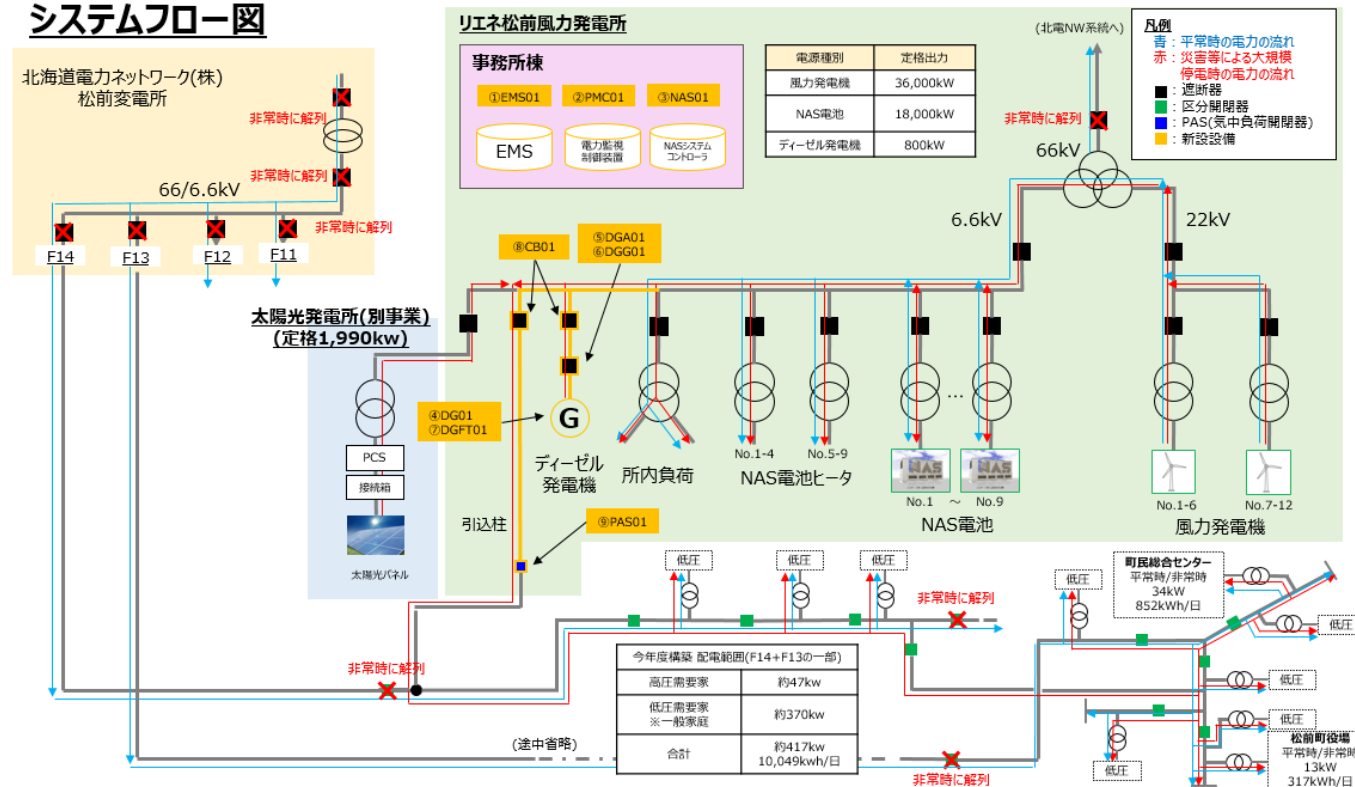 システムフロー図
北海道電力ネットワーク(株)
松前変電所
非常時に解列
非常時に解列
66/6.6kV
非常時に解列
F14
F13
F12
F11
リエネ松前風力発電所
事務所棟
①EMS01
②PMC01
③NAS01
EMS
電力監視
制御装置
NASシステム
コントローラ
電源種別
定格出力
風力発電機
36,000kW
NAS電池
18,000kW
ディーゼル発電機
800kW
(北電NW系統へ)
非常時に解列
66kV
凡例
青：平常時の電力の流れ
赤：災害等による大規模
停電時の電力の流れ
：遮断器
：区分開閉器
：PAS(気中負荷開閉器)
：新設設備
6.6kV
22kV
⑧CB01
⑤DGA01
⑥DGG01
太陽光発電所(別事業)
(定格1,990kw)
PCS
接続箱
太陽光パネル
④DG01
⑦DGFT01
G
ディーゼル
発電機
所内負荷
No.1-4
No.5-9
NAS電池ヒータ
…
NAS
NAS
No.1
～
No.9
NAS電池
No.1-6
No.7-12
風力発電機
引込柱
⑨PAS01
低圧
低圧
低圧
非常時に解列
低圧
町民総合センター
平常時/非常時
34kW
852kWh/日
低圧
非常時に解列
今年度構築 配電範囲(F14+F13の一部)
高圧需要家
約47kw
低圧需要家
※一般家庭
約370kw
合計
約417kw
10,049kwh/日
(途中省略)
非常時に解列
低圧
低圧
低圧
松前町役場
平常時/非常時
13kW
317kWh/日